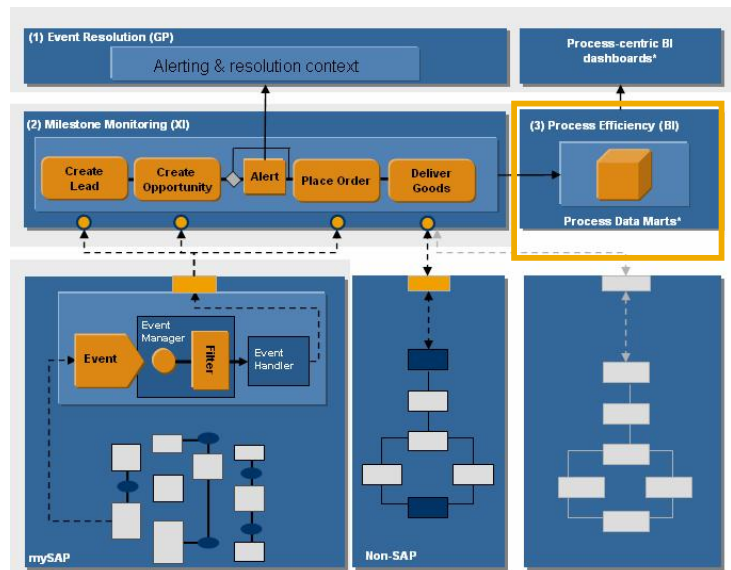 (1) Event Resolution (GP)
Alerting & resolution context
Process-centric BI
dashboards*
(2) Milestone Monitoring (XI)
Create
Lead
Create
Opportunity
Alert
Place Order
Deliver
Goods
(3) Process Efficiency (BI)
Process Data Marts*
Event
Event
Manager
Filter
Event
Handler
mySAP
Non-SAP